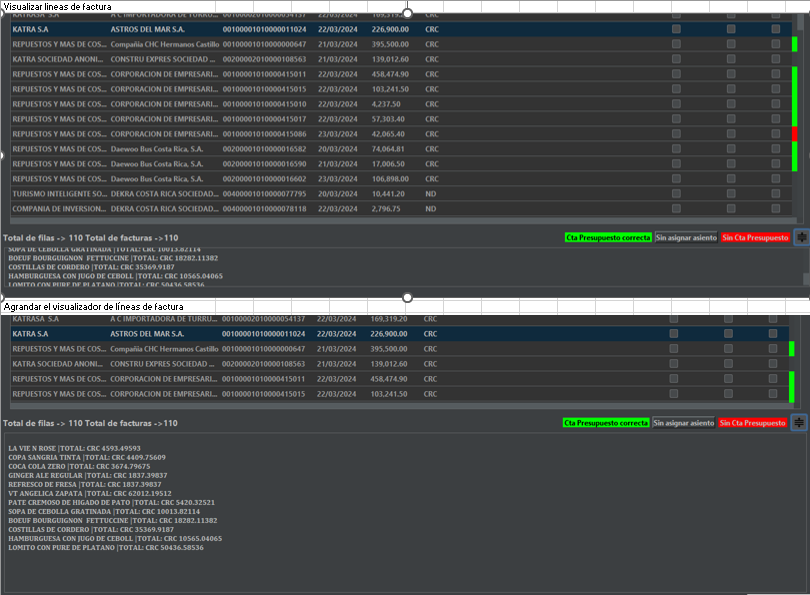 Visualizar lineas de factura
KATRASA S.A A C IMPORTADORA DE TURRU... 00100002010000054137 22/03/2024 169,319.20 CRC
KATRA S.A ASTROS DEL MAR S.A. 00100001010000011024 22/03/2024 226,900.00 CRC
REPUESTOS Y MAS DE COS... Compañía CHC Hermanos Castillo 00100001010000000647 21/03/2024 395,500.00 CRC
KATRA SOCIEDAD ANONI... CONSTRU EXPRES SOCIEDAD ... 00200002010000108563 21/03/2024 139,012.60 CRC
REPUESTOS Y MAS DE COS... CORPORACION DE EMPRESARI... 00100001010000415011 22/03/2024 458,474.90 CRC
REPUESTOS Y MAS DE COS... CORPORACION DE EMPRESARI... 00100001010000415015 22/03/2024 103,241.50 CRC
REPUESTOS Y MAS DE COS... CORPORACION DE EMPRESARI... 00100001010000415010 22/03/2024 4,237.50 CRC
REPUESTOS Y MAS DE COS... CORPORACION DE EMPRESARI... 00100001010000415017 22/03/2024 57,303.40 CRC
REPUESTOS Y MAS DE COS... CORPORACION DE EMPRESARI... 00100001010000415086 23/03/2024 42,065.40 CRC
REPUESTOS Y MAS DE COS... Daewoo Bus Costa Rica, S.A. 00200001010000016582 20/03/2024 74,064.81 CRC
REPUESTOS Y MAS DE COS... Daewoo Bus Costa Rica, S.A. 00200001010000016590 21/03/2024 17,006.50 CRC
REPUESTOS Y MAS DE COS... Daewoo Bus Costa Rica, S.A. 00200001010000016602 23/03/2024 106,898.00 CRC
TURISMO INTELIGENTE SO... DEKRA COSTA RICA SOCIEDAD... 00400001010000077795 20/03/2024 10,441.20 ND
COMPANIA DE INVERSION... DEKRA COSTA RICA SOCIEDAD... 00400001010000078118 22/03/2024 2,796.75 ND
Total de filas -> 110 Total de facturas ->110 Cta Presupuesto correcta Sin asignar asiento Sin Cta Presupuesto
SOPA DE CEBOLLA GRATINADA |TOTAL: CRC 10013.82114
BOEUF BOURGUIGNON FETTUCCINE |TOTAL: CRC 18282.11382
COSTILLAS DE CORDERO |TOTAL: CRC 35369.9187
HAMBURGUESA CON JUGO DE CEBOLL |TOTAL: CRC 10565.04065
LOMITO CON PURE DE PLATANO |TOTAL: CRC 50436.58536
Agrandar el visualizador de líneas de factura
KATRASA S.A A C IMPORTADORA DE TURRU... 00100002010000054137 22/03/2024 169,319.20 CRC
KATRA S.A ASTROS DEL MAR S.A. 00100001010000011024 22/03/2024 226,900.00 CRC
REPUESTOS Y MAS DE COS... Compañía CHC Hermanos Castillo 00100001010000000647 21/03/2024 395,500.00 CRC
KATRA SOCIEDAD ANONI... CONSTRU EXPRES SOCIEDAD ... 00200002010000108563 21/03/2024 139,012.60 CRC
REPUESTOS Y MAS DE COS... CORPORACION DE EMPRESARI... 00100001010000415011 22/03/2024 458,474.90 CRC
REPUESTOS Y MAS DE COS... CORPORACION DE EMPRESARI... 00100001010000415015 22/03/2024 103,241.50 CRC
Total de filas -> 110 Total de facturas ->110 Cta Presupuesto correcta Sin asignar asiento Sin Cta Presupuesto
LA VIE N ROSE |TOTAL: CRC 4593.49593
COPA SANGRIA TINTA |TOTAL: CRC 4409.75609
COCA COLA ZERO |TOTAL: CRC 3674.79675
GINGER ALE REGULAR |TOTAL: CRC 1837.39837
REFRESCO DE FRESA |TOTAL: CRC 1837.39837
VT ANGELICA ZAPATA |TOTAL: CRC 62012.19512
PATE CREMOSO DE HIGADO DE PATO |TOTAL: CRC 5420.32521
SOPA DE CEBOLLA GRATINADA |TOTAL: CRC 10013.82114
BOEUF BOURGUIGNON FETTUCCINE |TOTAL: CRC 18282.11382
COSTILLAS DE CORDERO |TOTAL: CRC 35369.9187
HAMBURGUESA CON JUGO DE CEBOLL |TOTAL: CRC 10565.04065
LOMITO CON PURE DE PLATANO |TOTAL: CRC 50436.58536